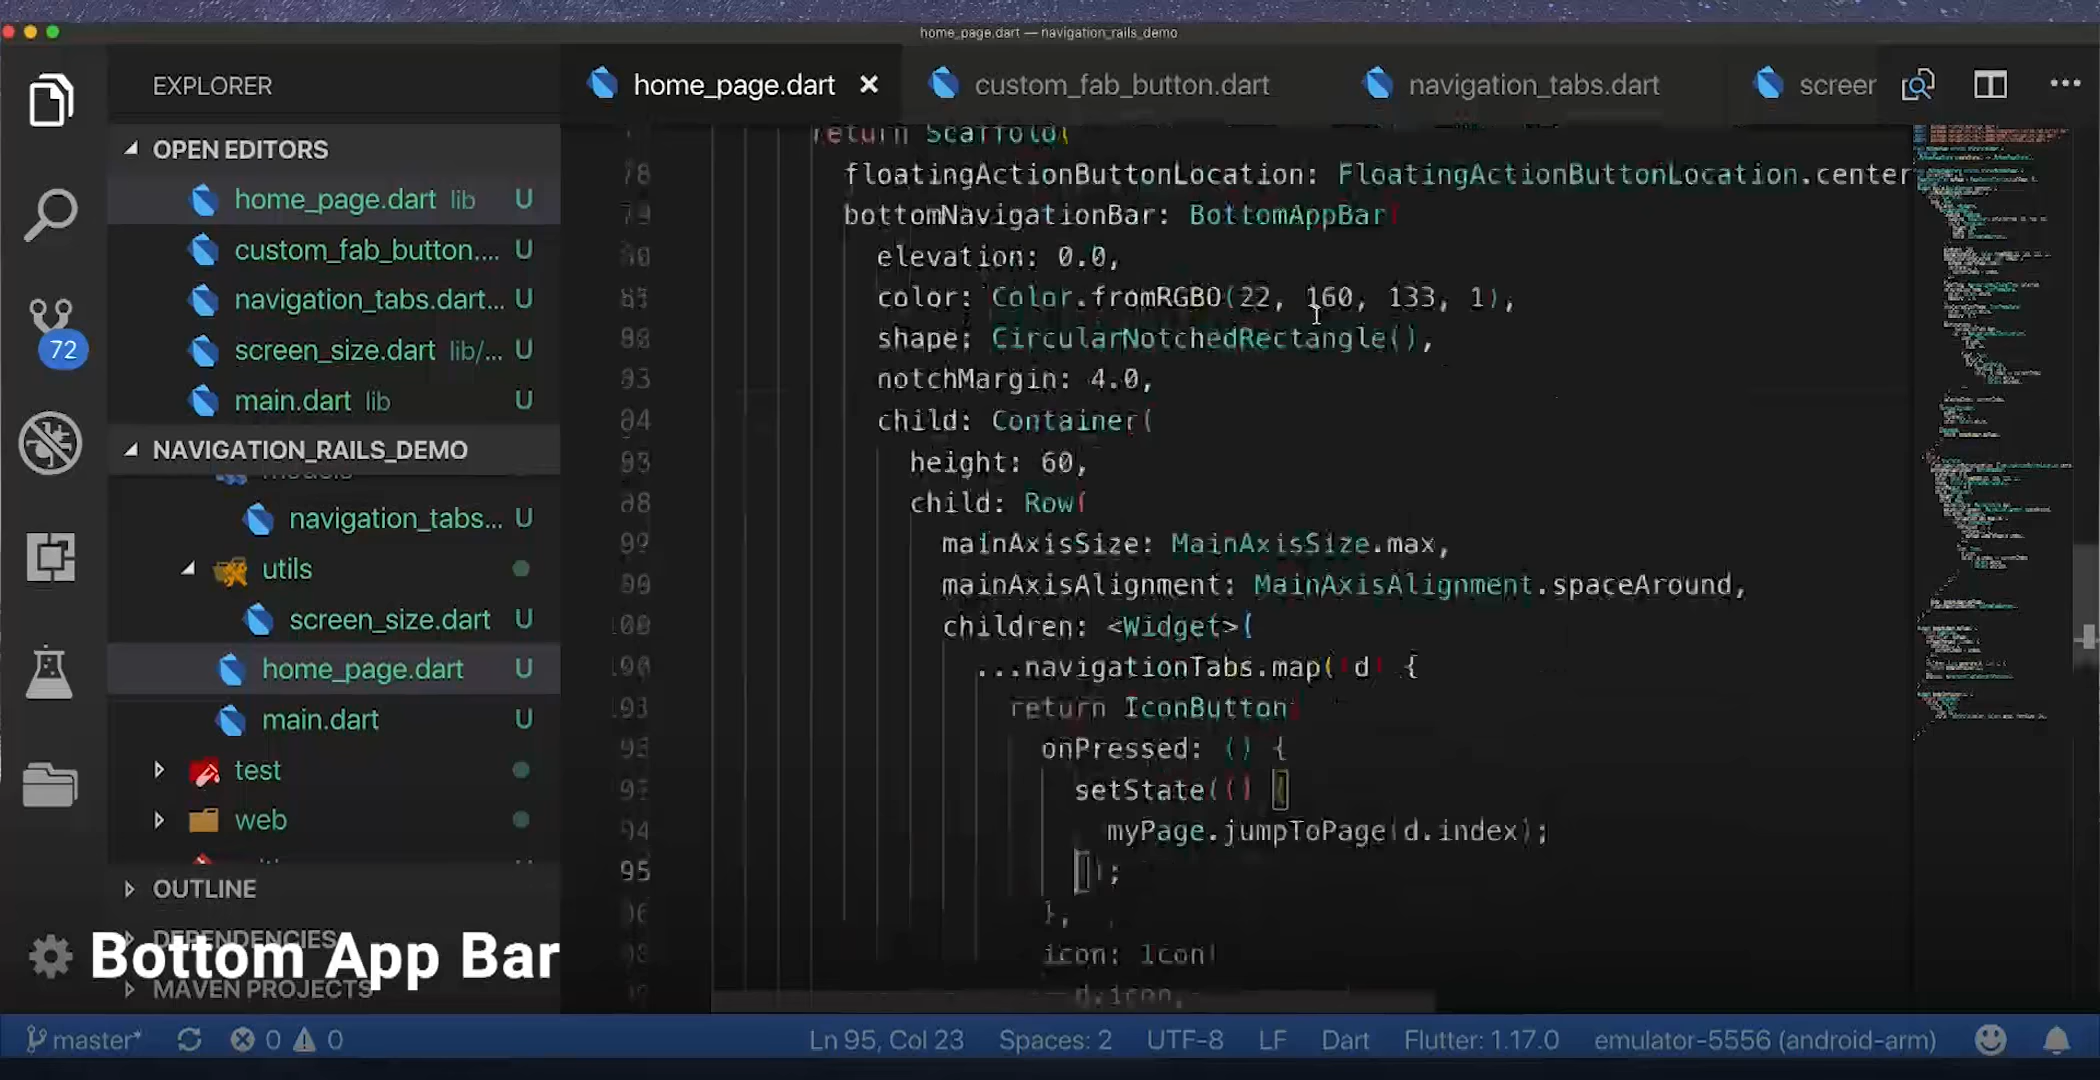 home_page.dart — navigation_rails_demo
EXPLORER
home_page.dart
custom_fab_button.dart
navigation_tabs.dart
screer
OPEN EDITORS
home_page.dart lib U
custom_fab_button.... U
navigation_tabs.dart... U
screen_size.dart lib/... U
main.dart lib U
NAVIGATION_RAILS_DEMO
models
navigation_tabs... U
utils
screen_size.dart U
home_page.dart U
main.dart U
test
web
OUTLINE
DEPENDENCIES
MAVEN PROJECTS
72
Bottom App Bar
return Scaffold(
floatingActionButtonLocation: FloatingActionButtonLocation.center
bottomNavigationBar: BottomAppBar(
elevation: 0.0,
color: Color.fromRGBO(22, 160, 133, 1),
shape: CircularNotchedRectangle(),
notchMargin: 4.0,
child: Container(
height: 60,
child: Row(
mainAxisSize: MainAxisSize.max,
mainAxisAlignment: MainAxisAlignment.spaceAround,
children: <Widget>[
...navigationTabs.map((d) {
return IconButton(
onPressed: () {
setState(() {
94 myPage.jumpToPage(d.index);
95 });
},
icon: Icon(
d.icon,
master*
0
0
Ln 95, Col 23
Spaces: 2
UTF-8
LF
Dart
Flutter: 1.17.0
emulator-5556 (android-arm)